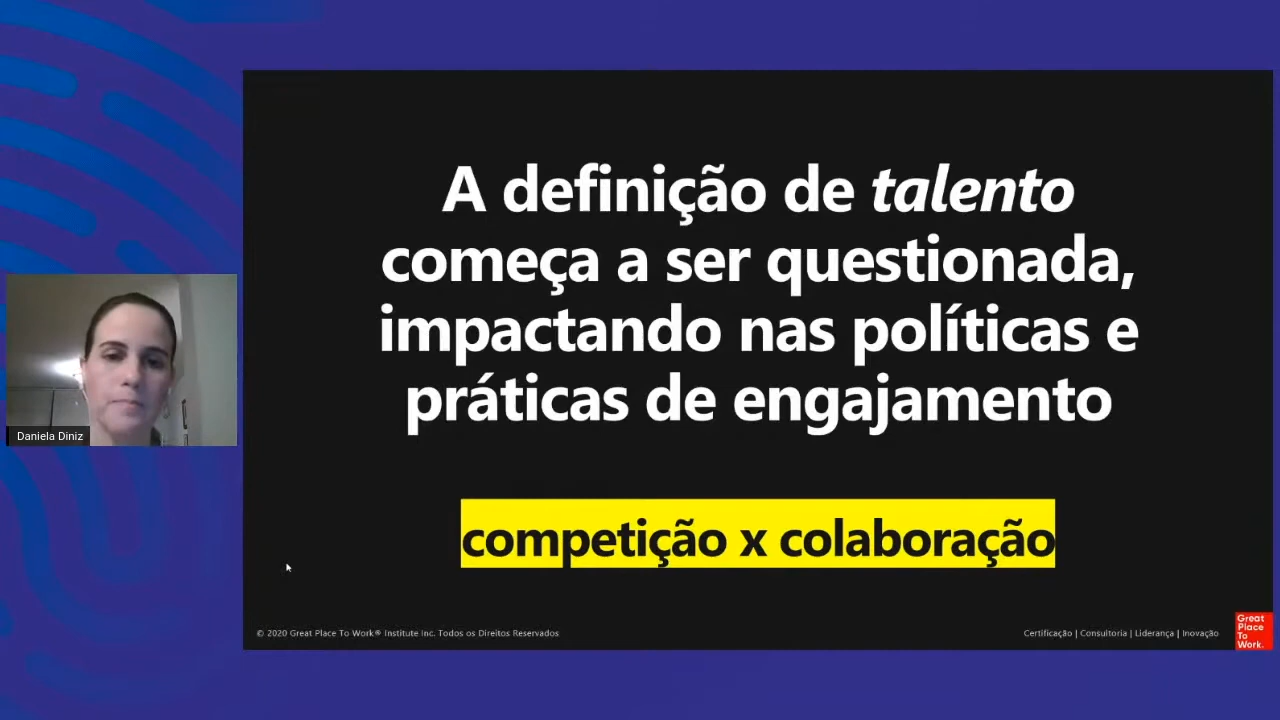 A definição de talento
começa a ser questionada,
impactando nas políticas e
práticas de engajamento
competição x colaboração
Daniela Diniz
© 2020 Great Place To Work® Institute Inc. Todos os Direitos Reservados
Certificação | Consultoria | Liderança | Inovação
Great
Place
To
Work.